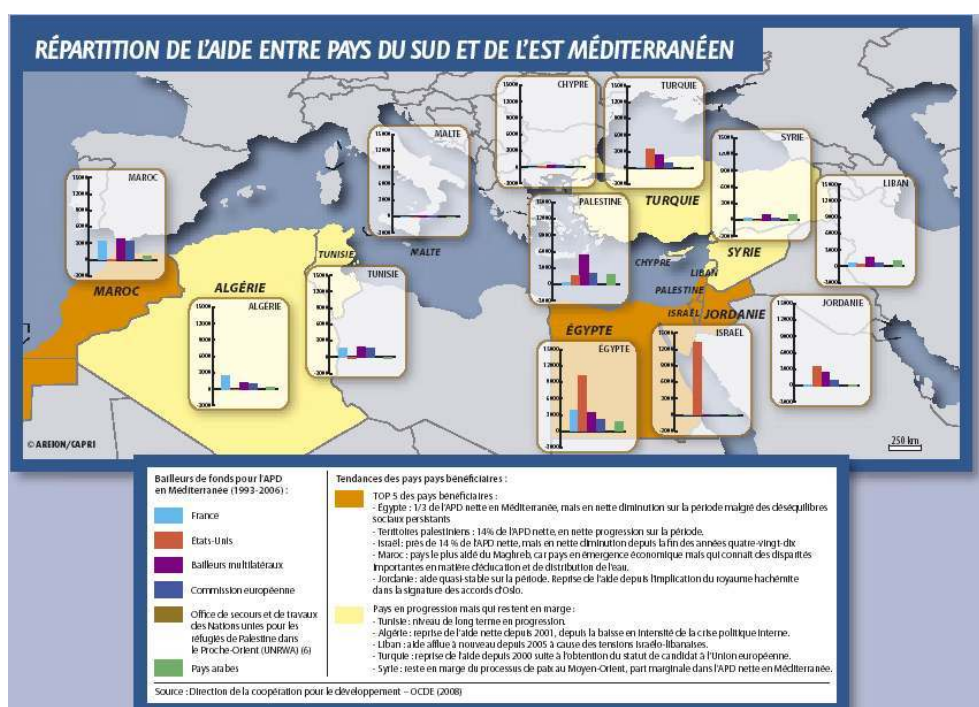 RÉPARTITION DE L'AIDE ENTRE PAYS DU SUD ET DE L'EST MÉDITERRANÉEN
CHYPRE
TURQUIE
MALTE
SYRIE
MAROC
LIBAN
PALESTINE
TURQUIE
TUNISIE
MALTE
CHYPRE
SYRIE
LIBAN
PALESTINE
MAROC
ALGÉRIE
TUNISIE
ISRAËL
JORDANIE
JORDANIE
ALGÉRIE
ÉGYPTE
ÉGYPTE
ISRAËL
© AREION/CAPRI
250 km
Bailleurs de fonds pour l'APD
en Méditerranée (1993-2006) :
France
États-Unis
Bailleurs multilatéraux
Commission européenne
Office de secours et de travaux
des Nations unies pour les
réfugiés de Palestine dans
le Proche-Orient (UNRWA) (6)
Pays arabes
Tendances des pays pays bénéficiaires :
TOP 5 des pays bénéficiaires :
- Égypte : 1/3 de l'APD nette en Méditerranée, mais en nette diminution sur la période malgré des déséquilibres
sociaux persistants
- Territoires palestiniens : 14% de l'APD nette, en nette progression sur la période.
- Israël : près de 14 % de l'APD nette, mais en nette diminution depuis la fin des années quatre-vingt-dix
- Maroc : pays le plus aidé du Maghreb, car pays en émergence économique mais qui connaît des disparités
importantes en matière d'éducation et de distribution de l'eau.
- Jordanie : aide quasi-stable sur la période. Reprise de l'aide depuis l'implication du royaume hachémite
dans la signature des accords d'Oslo.
Pays en progression mais qui restent en marge :
- Tunisie : niveau de long terme en progression.
- Algérie : reprise de l'aide nette depuis 2001, depuis la baisse en intensité de la crise politique interne.
- Liban : aide afflue à nouveau depuis 2005 à cause des tensions israélo-libanaises.
- Turquie : reprise de l'aide depuis 2000 suite à l'obtention du statut de candidat à l'Union européenne.
- Syrie : reste en marge du processus de paix au Moyen-Orient, part marginale dans l'APD nette en Méditerranée.
Source : Direction de la coopération pour le développement – OCDE (2008)